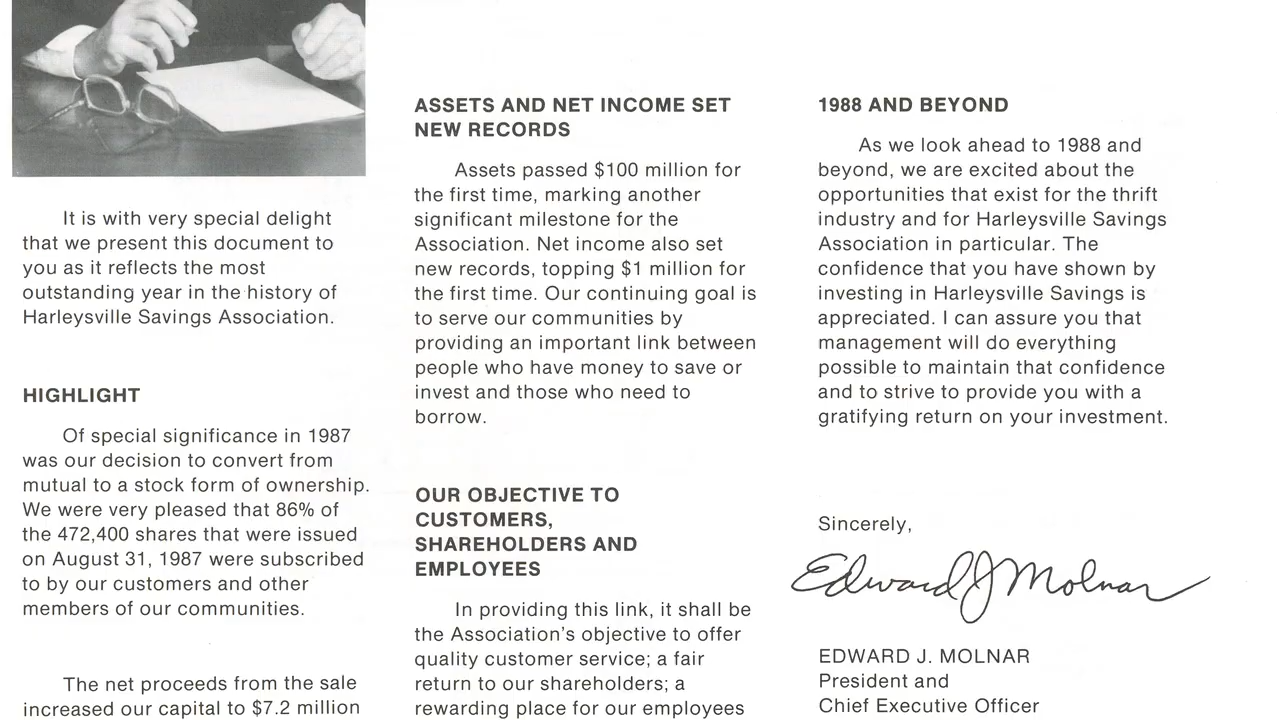 It is with very special delight
that we present this document to
you as it reflects the most
outstanding year in the history of
Harleysville Savings Association.
HIGHLIGHT
Of special significance in 1987
was our decision to convert from
mutual to a stock form of ownership.
We were very pleased that 86% of
the 472,400 shares that were issued
on August 31, 1987 were subscribed
to by our customers and other
members of our communities.
The net proceeds from the sale
increased our capital to $7.2 million
ASSETS AND NET INCOME SET
NEW RECORDS
Assets passed $100 million for
the first time, marking another
significant milestone for the
Association. Net income also set
new records, topping $1 million for
the first time. Our continuing goal is
to serve our communities by
providing an important link between
people who have money to save or
invest and those who need to
borrow.
OUR OBJECTIVE TO
CUSTOMERS,
SHAREHOLDERS AND
EMPLOYEES
In providing this link, it shall be
the Association's objective to offer
quality customer service; a fair
return to our shareholders; a
rewarding place for our employees
1988 AND BEYOND
As we look ahead to 1988 and
beyond, we are excited about the
opportunities that exist for the thrift
industry and for Harleysville Savings
Association in particular. The
confidence that you have shown by
investing in Harleysville Savings is
appreciated. I can assure you that
management will do everything
possible to maintain that confidence
and to strive to provide you with a
gratifying return on your investment.
Sincerely,
Edward J Molnar
EDWARD J. MOLNAR
President and
Chief Executive Officer